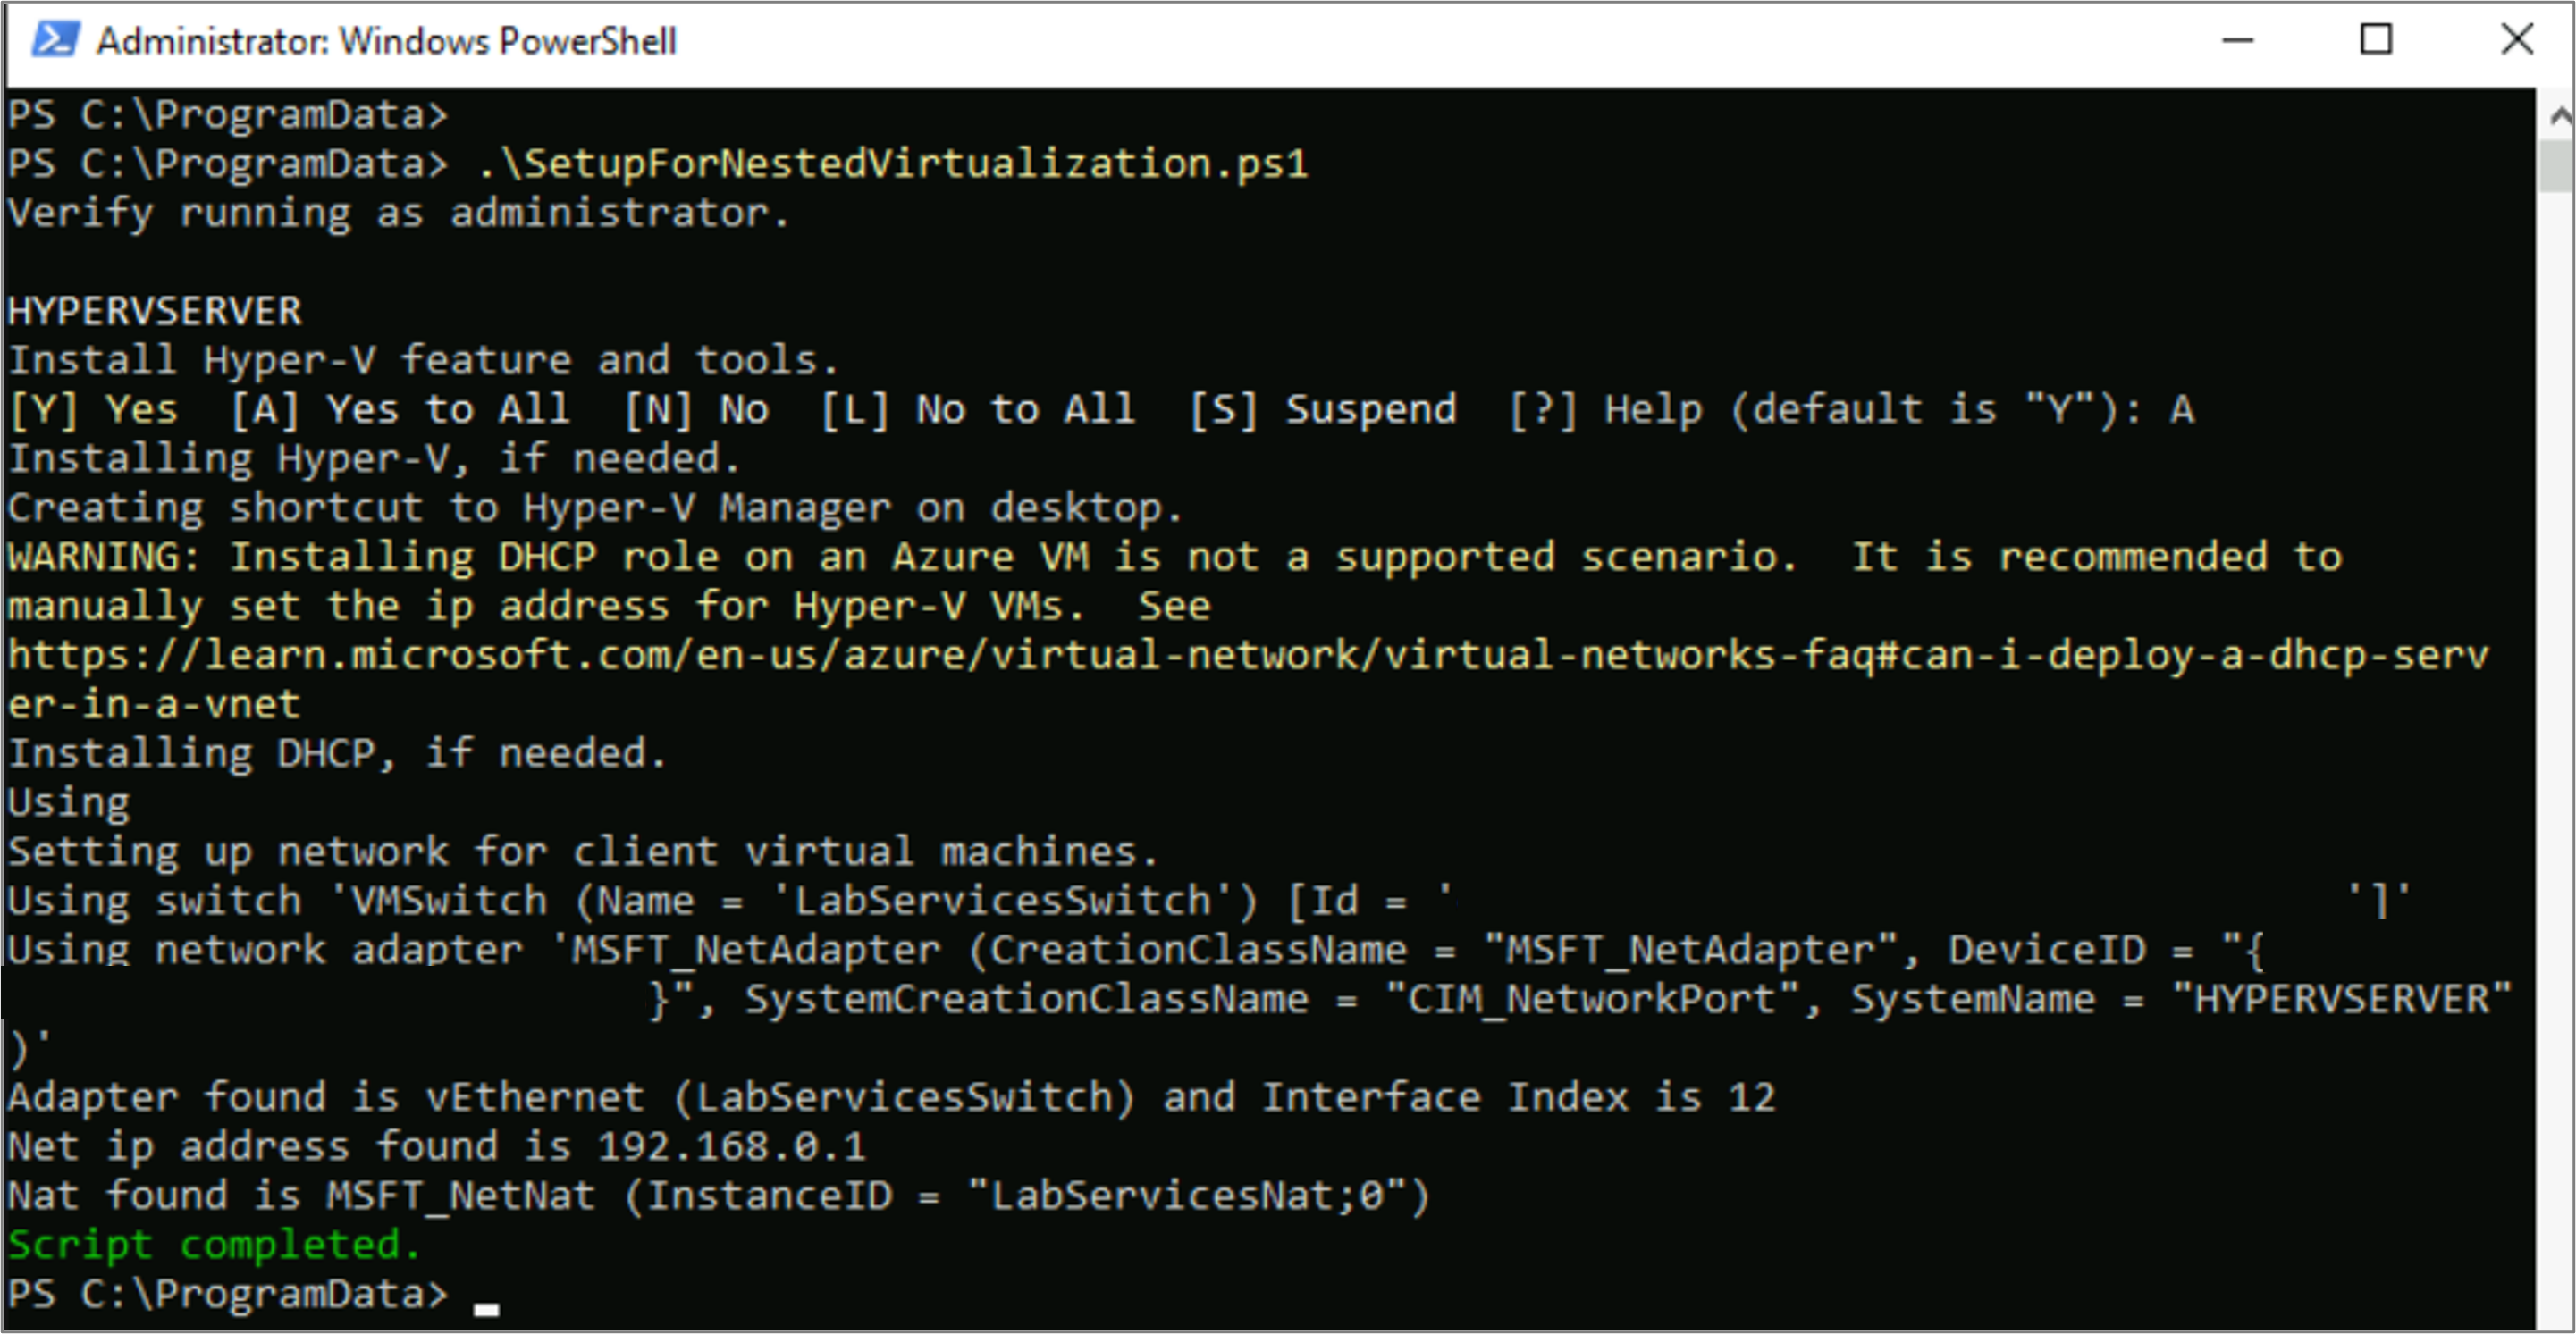 Administrator: Windows PowerShell
PS C:\ProgramData>
PS C:\ProgramData> .\SetupForNestedVirtualization.ps1
Verify running as administrator.
HYPERVSERVER
Install Hyper-V feature and tools.
[Y] Yes  [A] Yes to All  [N] No  [L] No to All  [S] Suspend  [?] Help (default is "Y"): A
Installing Hyper-V, if needed.
Creating shortcut to Hyper-V Manager on desktop.
WARNING: Installing DHCP role on an Azure VM is not a supported scenario.  It is recommended to
manually set the ip address for Hyper-V VMs.  See
https://learn.microsoft.com/en-us/azure/virtual-network/virtual-networks-faq#can-i-deploy-a-dhcp-serv
er-in-a-vnet
Installing DHCP, if needed.
Using
Setting up network for client virtual machines.
Using switch 'VMSwitch (Name = 'LabServicesSwitch') [Id = ' ']'
Using network adapter 'MSFT_NetAdapter (CreationClassName = "MSFT_NetAdapter", DeviceID = "{
}", SystemCreationClassName = "CIM_NetworkPort", SystemName = "HYPERVSERVER"
)'
Adapter found is vEthernet (LabServicesSwitch) and Interface Index is 12
Net ip address found is 192.168.0.1
Nat found is MSFT_NetNat (InstanceID = "LabServicesNat;0")
Script completed.
PS C:\ProgramData>